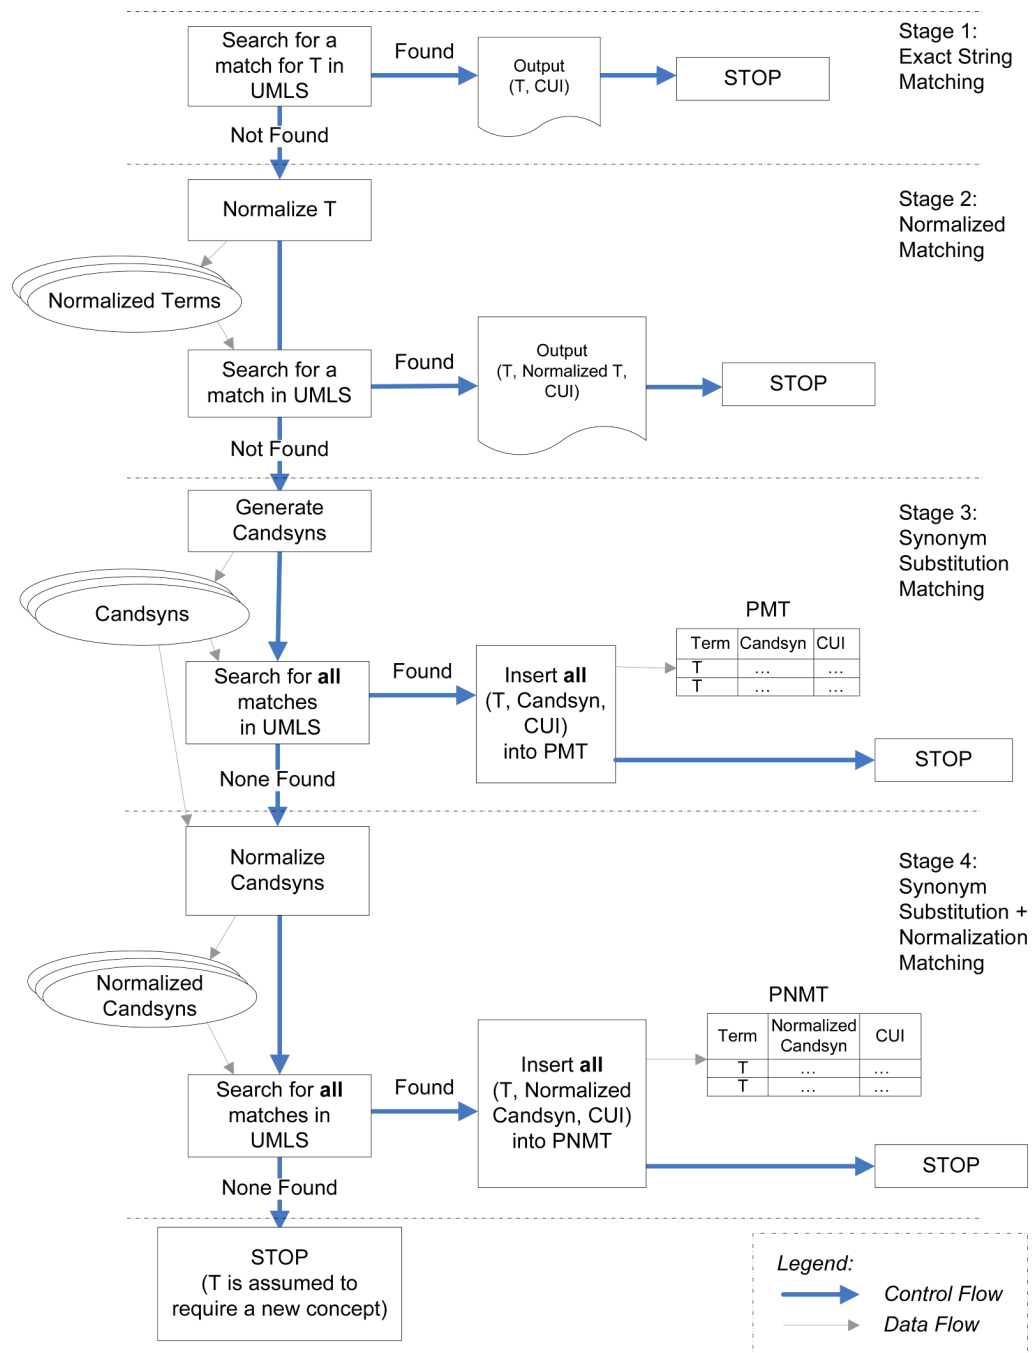 Search for a
match for T in
UMLS
Found
Output
(T, CUI)
STOP
Stage 1:
Exact String
Matching
Not Found
Normalize T
Stage 2:
Normalized
Matching
Normalized Terms
Search for a
match in UMLS
Found
Output
(T, Normalized T,
CUI)
STOP
Not Found
Generate
Candsyns
Stage 3:
Synonym
Substitution
Matching
Candsyns
Search for all
matches
in UMLS
Found
Insert all
(T, Candsyn,
CUI)
into PMT
PMT
Term Candsyn CUI
T ... ...
T ... ...
STOP
None Found
Normalize
Candsyns
Stage 4:
Synonym
Substitution +
Normalization
Matching
Normalized
Candsyns
Search for all
matches in
UMLS
Found
Insert all
(T, Normalized
Candsyn, CUI)
into PNMT
PNMT
Term Normalized Candsyn CUI
T ... ...
T ... ...
STOP
None Found
STOP
(T is assumed to
require a new concept)
Legend:
Control Flow
Data Flow